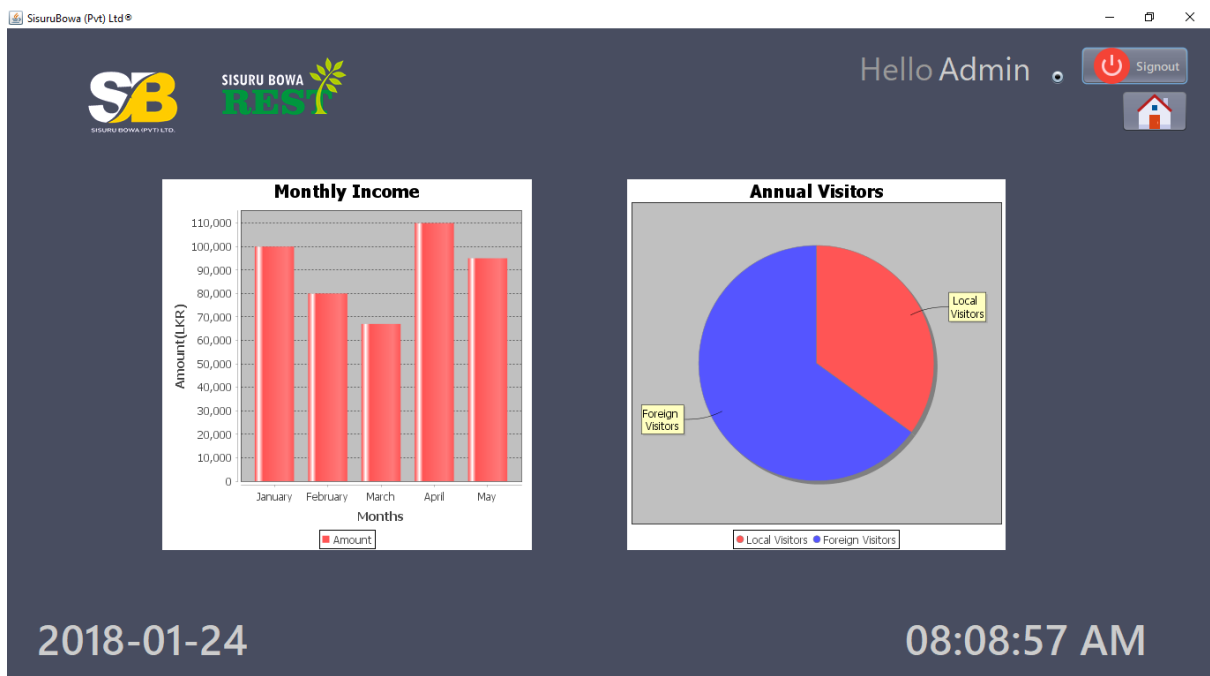 SisuruBowa (Pvt) Ltd®
SB
SISURU BOWA (PVT) LTD.
SISURU BOWA
REST
Hello Admin
Signout
Monthly Income
Amount(LKR)
110,000
100,000
90,000
80,000
70,000
60,000
50,000
40,000
30,000
20,000
10,000
0
January February March April May
Months
Amount
Annual Visitors
Local
Visitors
Foreign
Visitors
Local Visitors Foreign Visitors
2018-01-24
08:08:57 AM